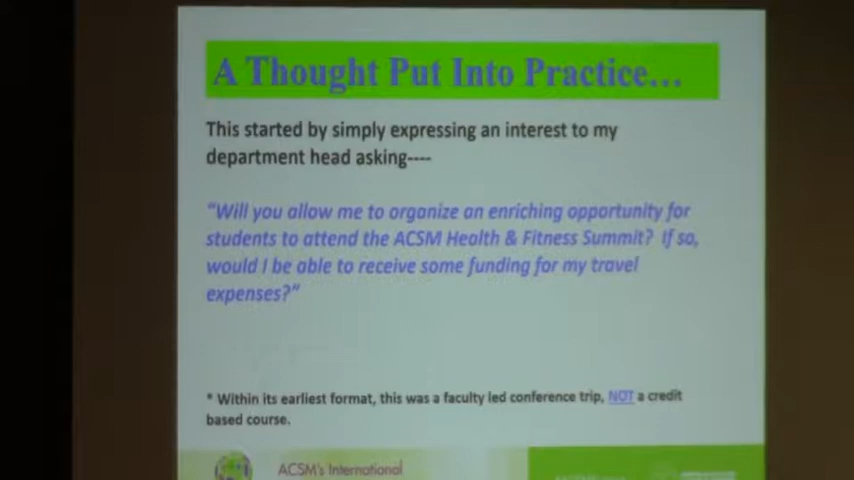 A Thought Put Into Practice...
This started by simply expressing an interest to my
department head asking----
"Will you allow me to organize an enriching opportunity for
students to attend the ACSM Health & Fitness Summit? If so,
would I be able to receive some funding for my travel
expenses?"
* Within its earliest format, this was a faculty led conference trip, NOT a credit
based course.
ACSM's International